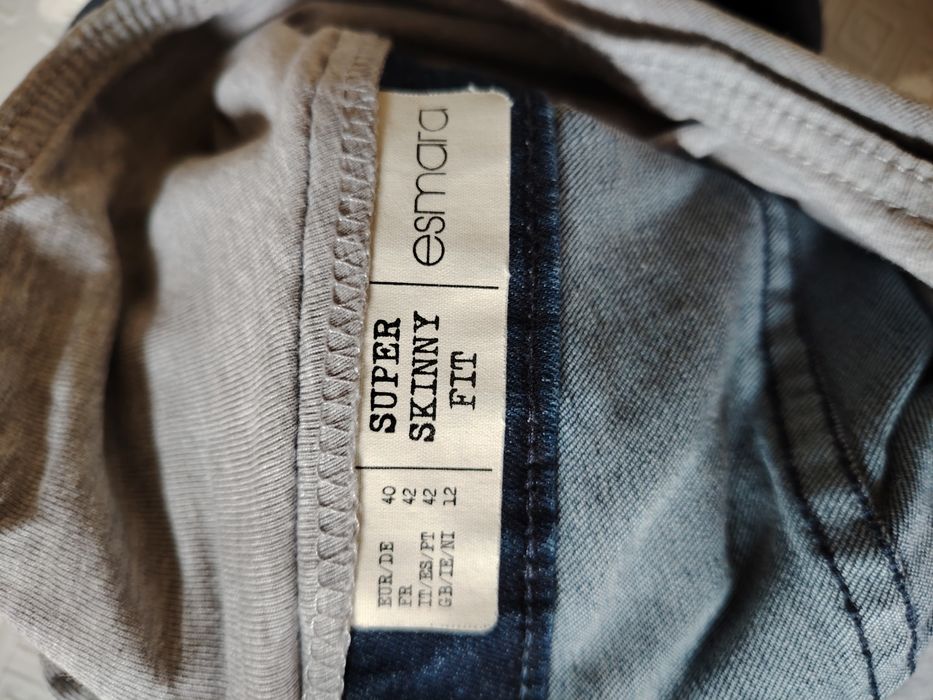 esmara
SUPER
SKINNY
FIT
EUR/DE 40
FR 42
IT/ES/PT 42
GB/IE/NI 12